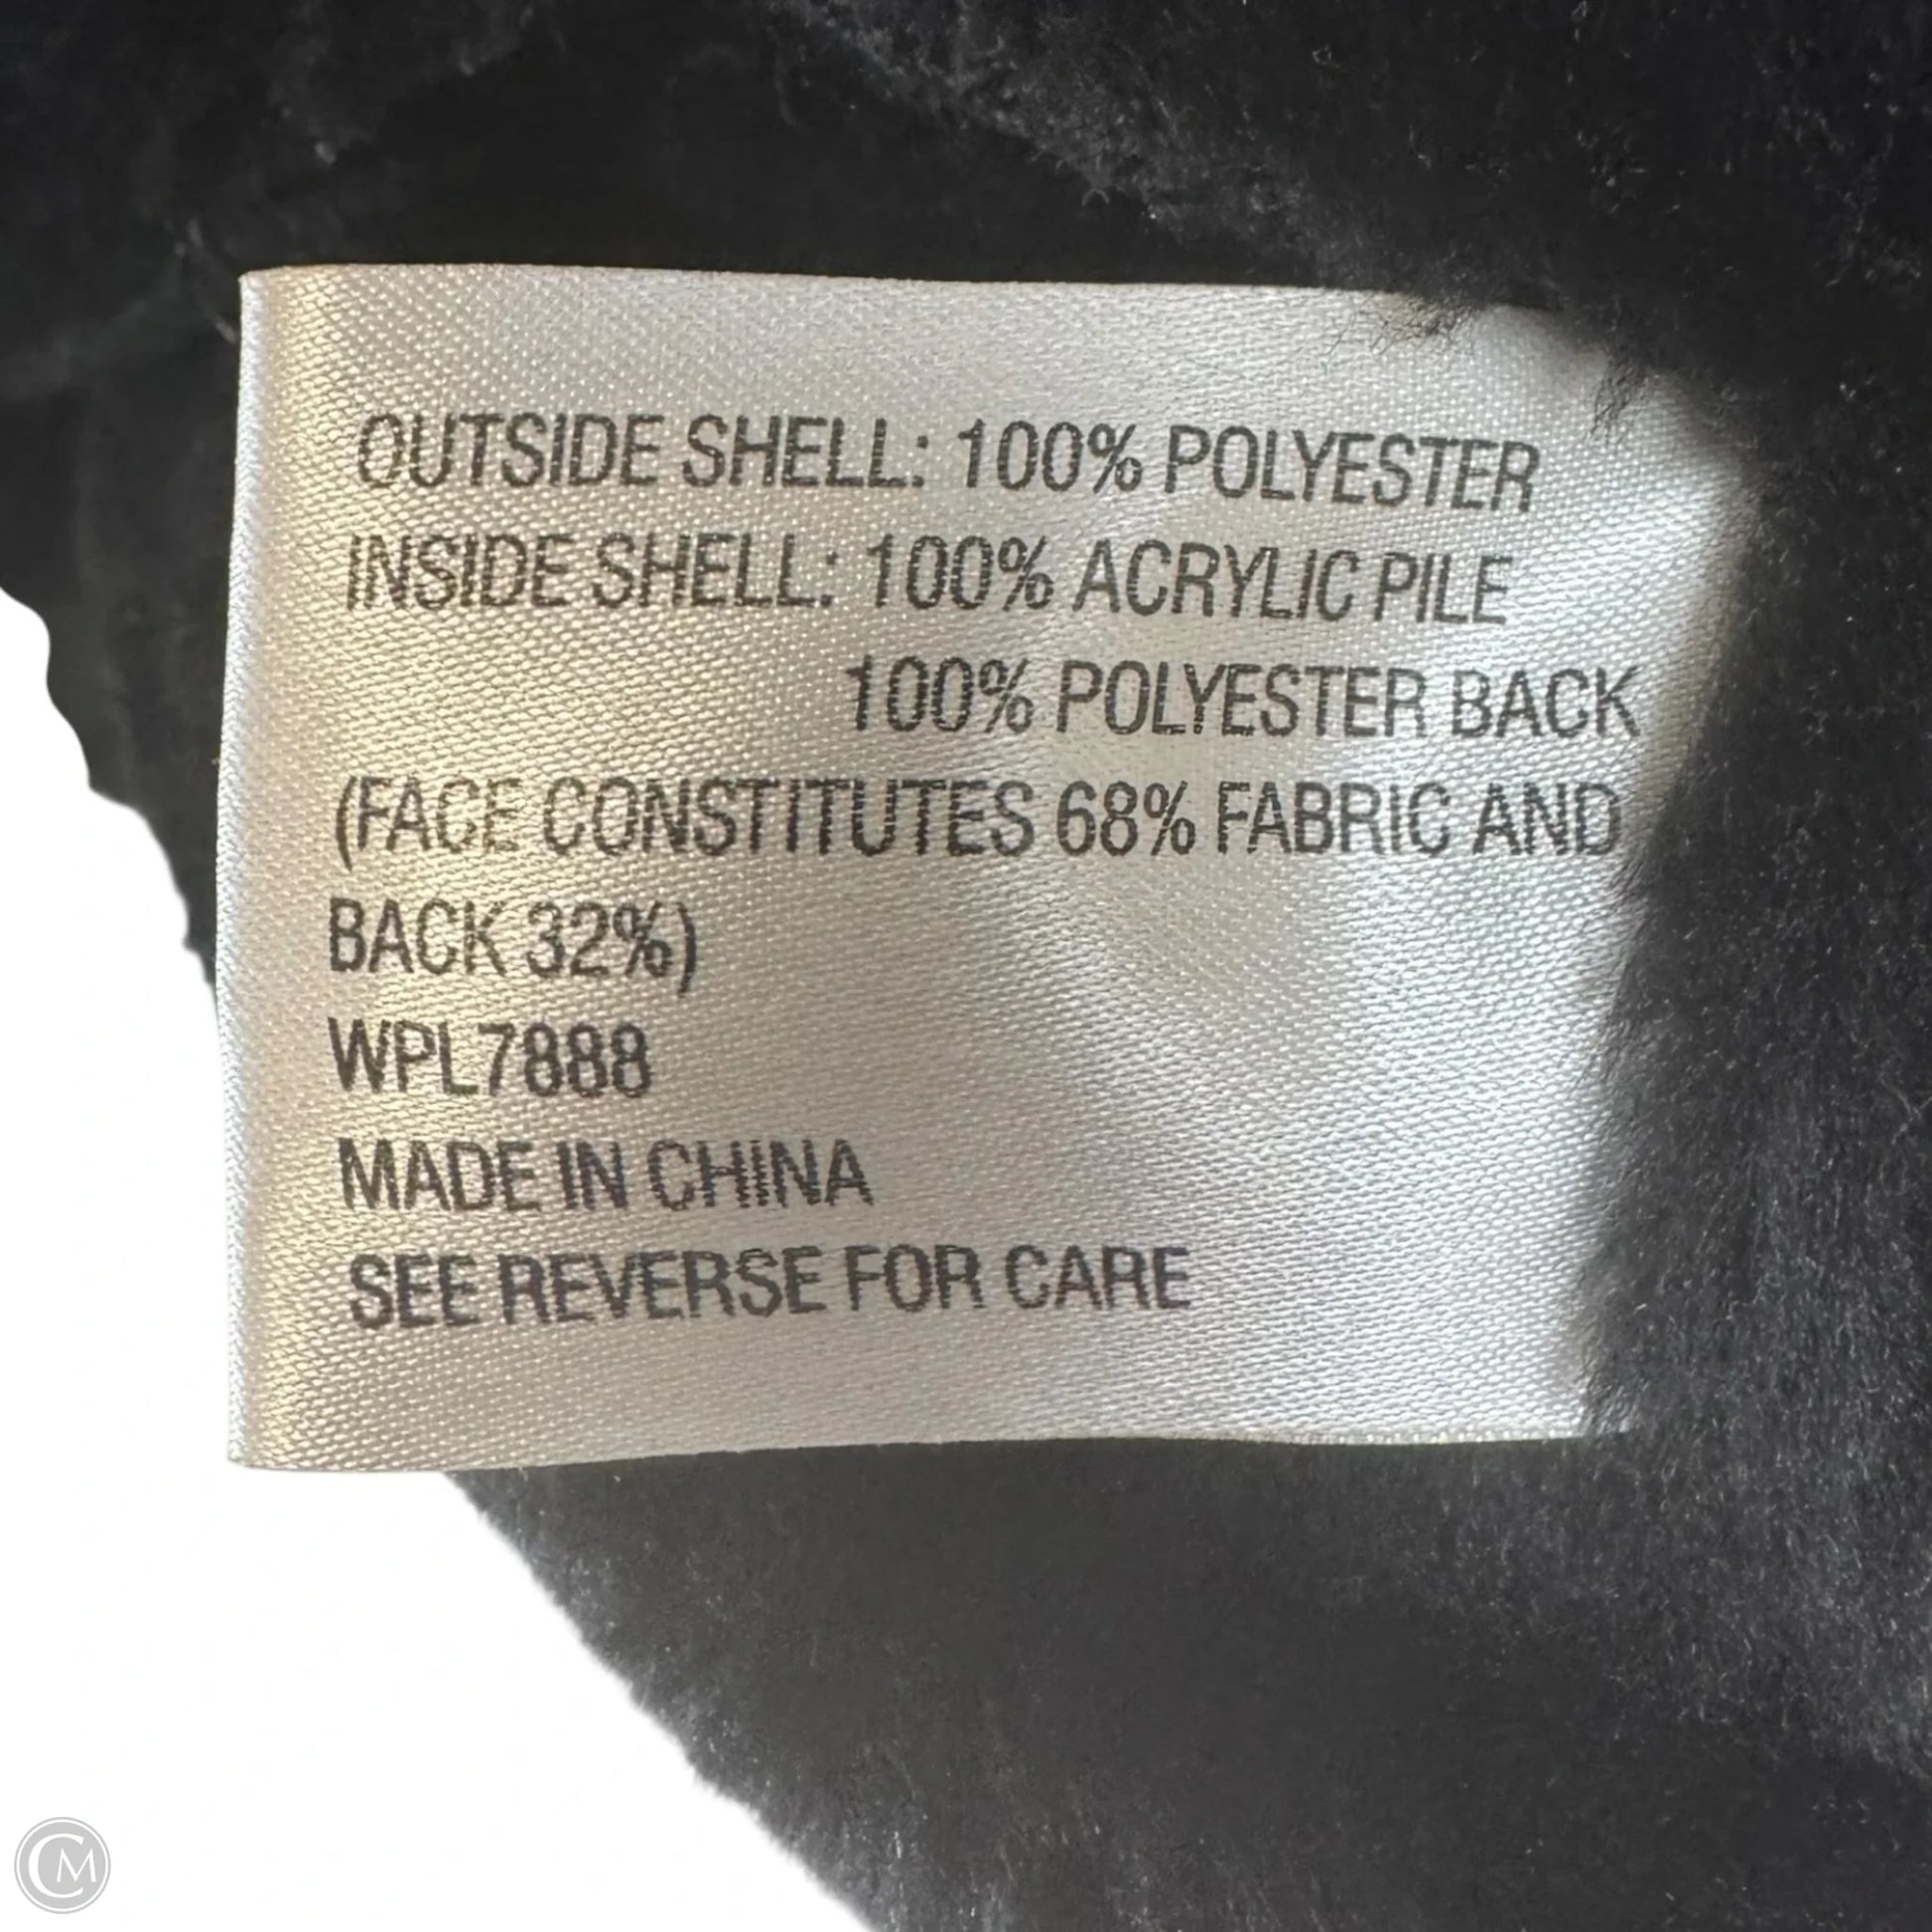 OUTSIDE SHELL: 100% POLYESTER
INSIDE SHELL: 100% ACRYLIC PILE
100% POLYESTER BACK
(FACE CONSTITUTES 68% FABRIC AND
BACK 32%)
WPL7888
MADE IN CHINA
SEE REVERSE FOR CARE
CM